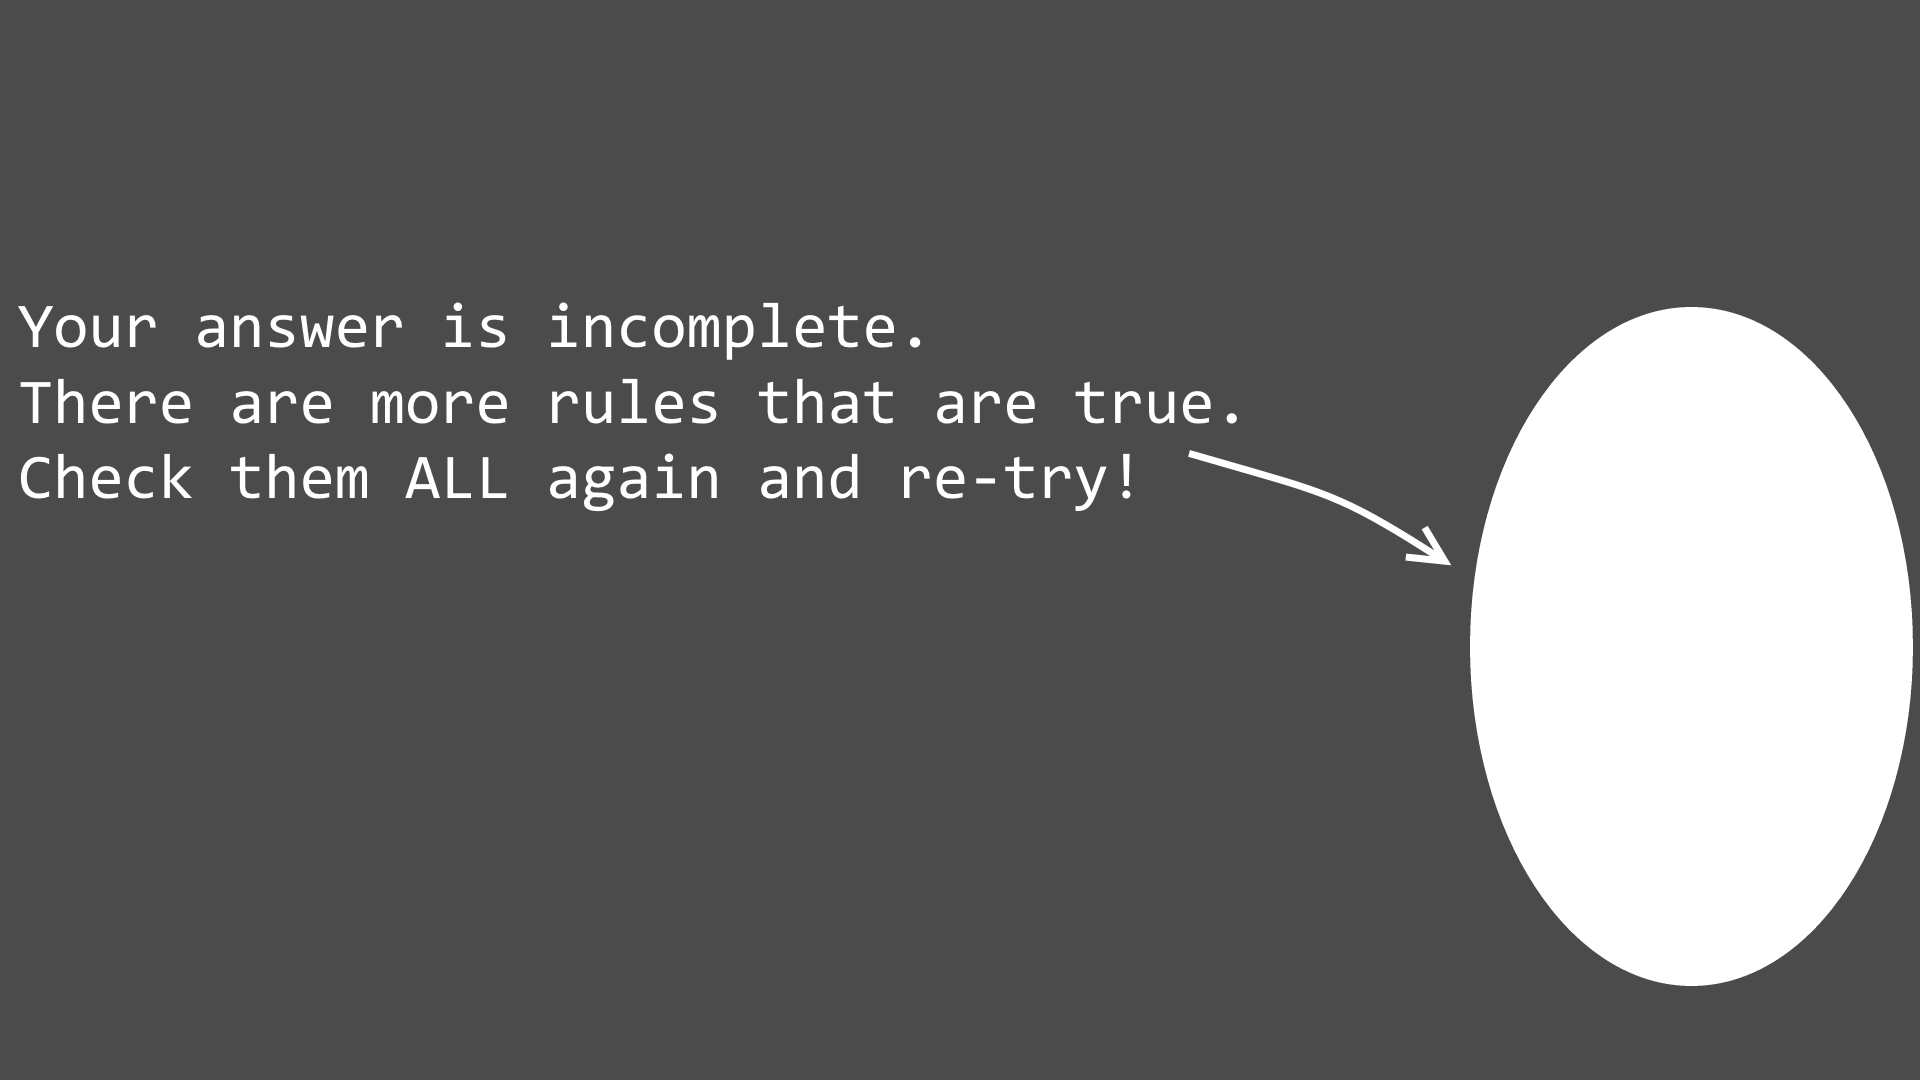 Your answer is incomplete.
There are more rules that are true.
Check them ALL again and re-try!